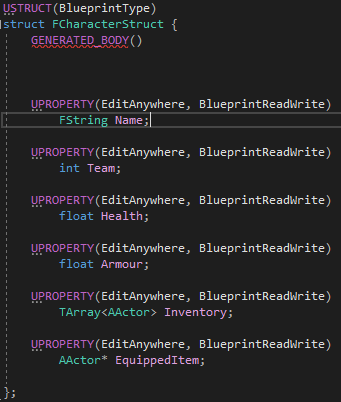 USTRUCT(BlueprintType)
struct FCharacterStruct {
GENERATED_BODY()
UPROPERTY(EditAnywhere, BlueprintReadWrite)
FString Name;
UPROPERTY(EditAnywhere, BlueprintReadWrite)
int Team;
UPROPERTY(EditAnywhere, BlueprintReadWrite)
float Health;
UPROPERTY(EditAnywhere, BlueprintReadWrite)
float Armour;
UPROPERTY(EditAnywhere, BlueprintReadWrite)
TArray<AActor> Inventory;
UPROPERTY(EditAnywhere, BlueprintReadWrite)
AActor* EquippedItem;
};